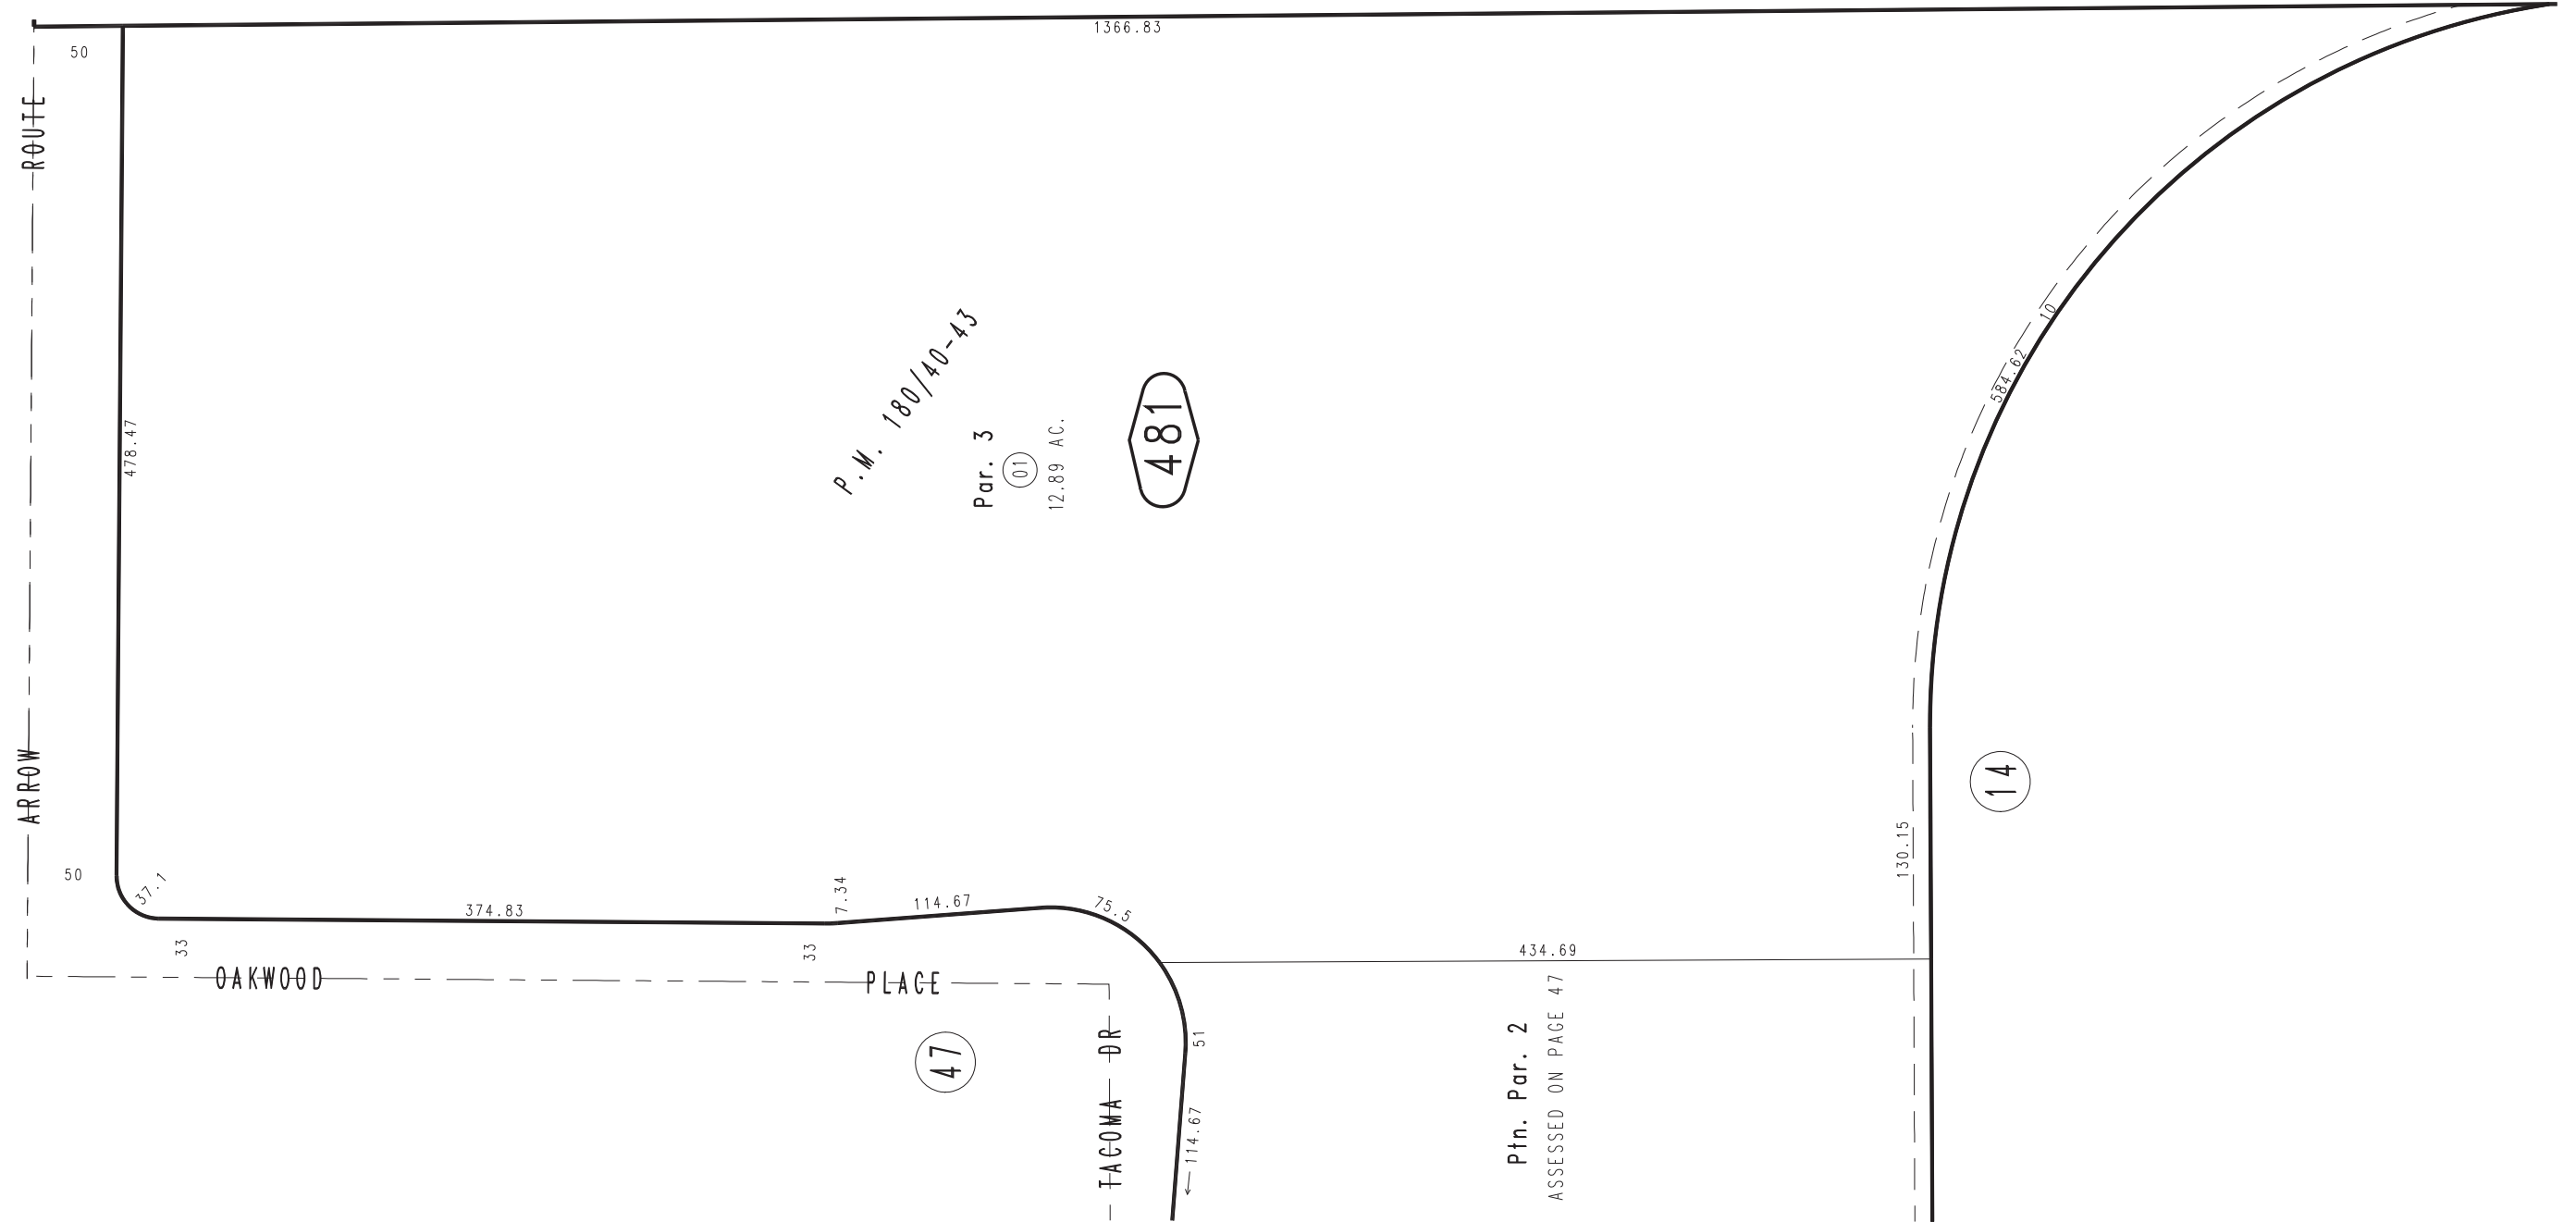 1366.83
50
ROUTE
10
584.62
P.M. 180/40-43
Par. 3
01
12.89 AC.
481
478.47
ARROW
14
130.15
50
37.1
374.83
7.34
114.67
75.5
33
33
434.69
OAKWOOD PLACE
47
TACOMA DR
51
114.67
Ptn. Par. 2
ASSESSED ON PAGE 47